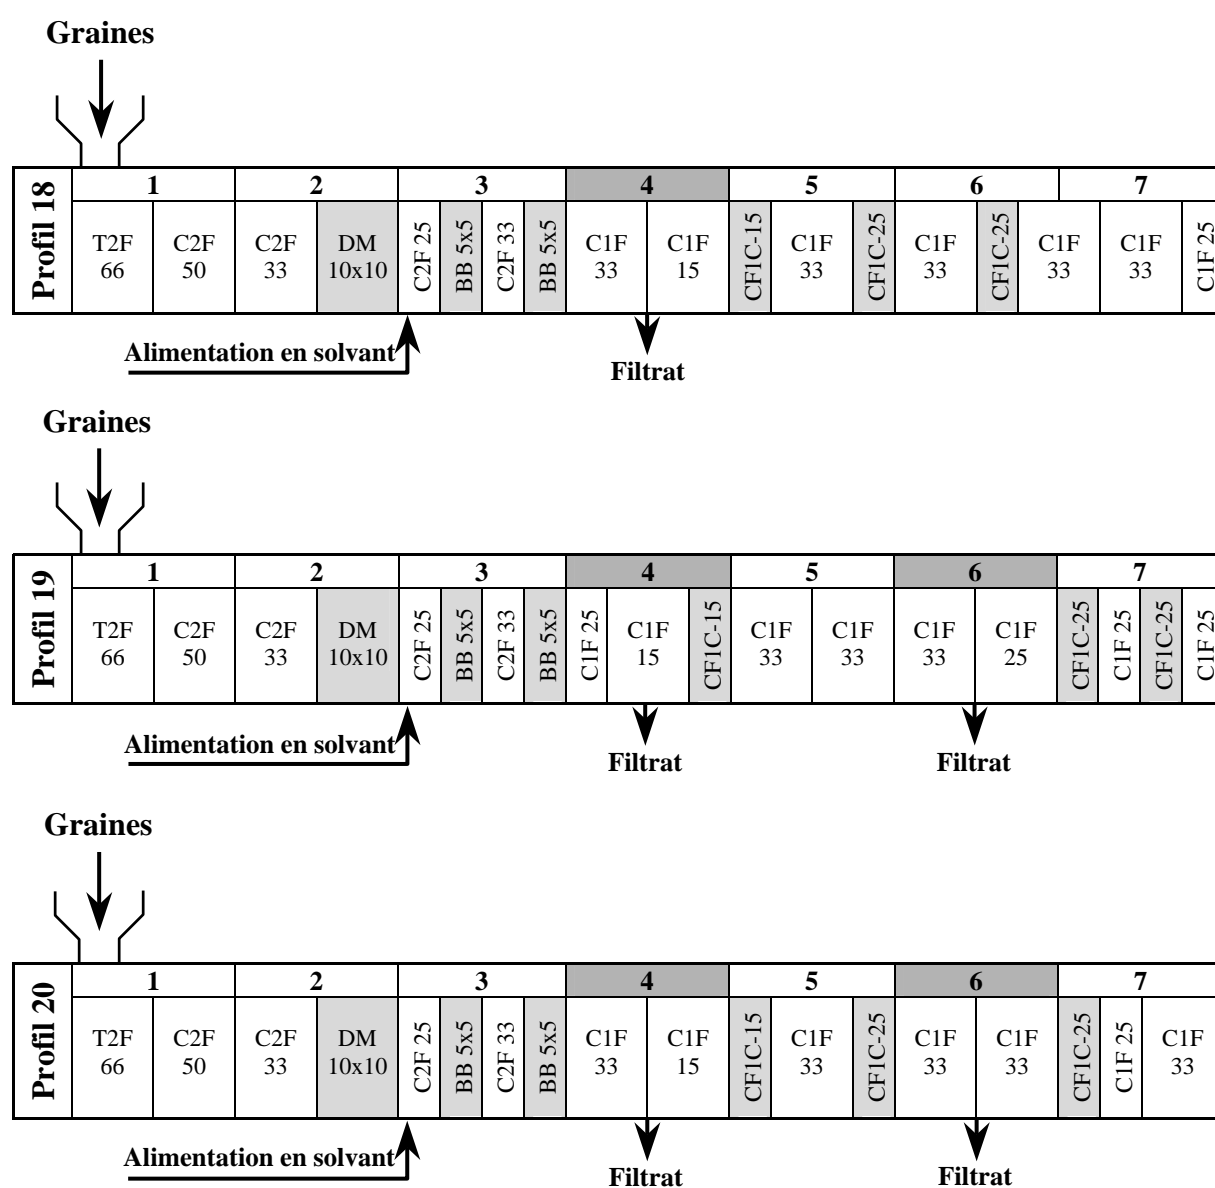 Graines
Profil 18
1 2 3 4 5 6 7
T2F 66
C2F 50
C2F 33
DM 10x10
C2F 25
BB 5x5
C2F 33
BB 5x5
C1F 33
C1F 15
CF1C-15
C1F 33
CF1C-25
C1F 33
CF1C-25
C1F 33
C1F 33
C1F 25
Alimentation en solvant
Filtrat
Graines
Profil 19
1 2 3 4 5 6 7
T2F 66
C2F 50
C2F 33
DM 10x10
C2F 25
BB 5x5
C2F 33
BB 5x5
C1F 25
C1F 15
CF1C-15
C1F 33
C1F 33
C1F 33
C1F 25
CF1C-25
C1F 25
CF1C-25
C1F 25
Alimentation en solvant
Filtrat
Filtrat
Graines
Profil 20
1 2 3 4 5 6 7
T2F 66
C2F 50
C2F 33
DM 10x10
C2F 25
BB 5x5
C2F 33
BB 5x5
C1F 33
C1F 15
CF1C-15
C1F 33
CF1C-25
C1F 33
C1F 33
CF1C-25
C1F 25
C1F 33
Alimentation en solvant
Filtrat
Filtrat